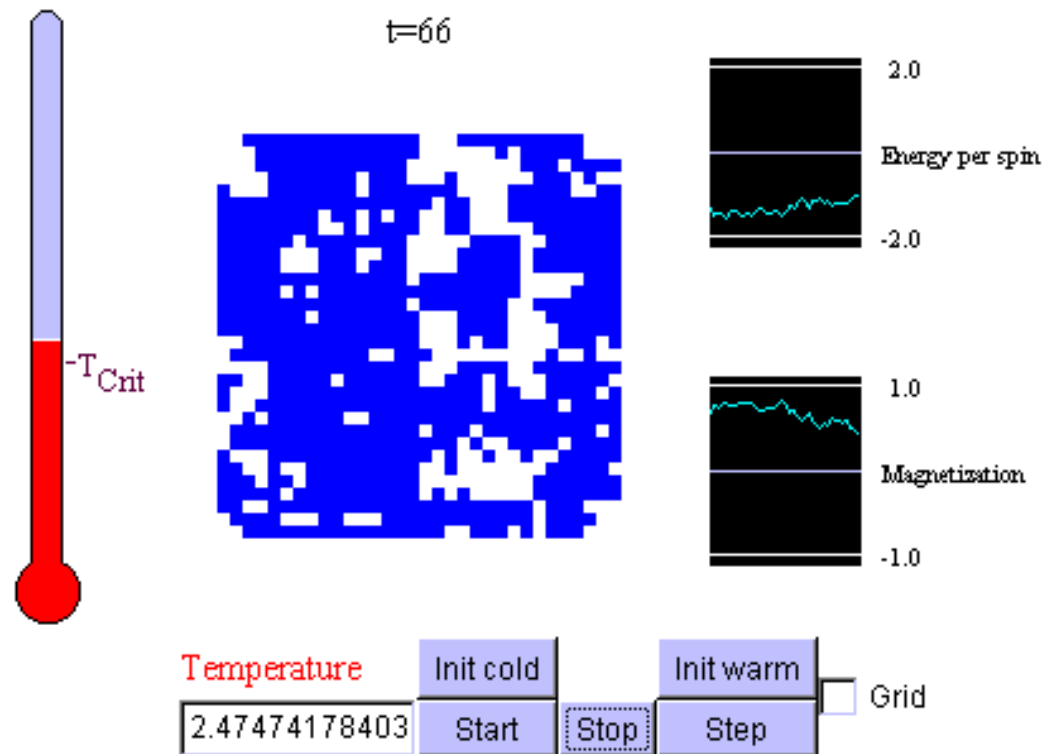 t=66
2.0
Energy per spin
-2.0
-TCrit
1.0
Magnetization
-1.0
Temperature
Init cold
Init warm
Grid
2.47474178403
Start
Stop
Step